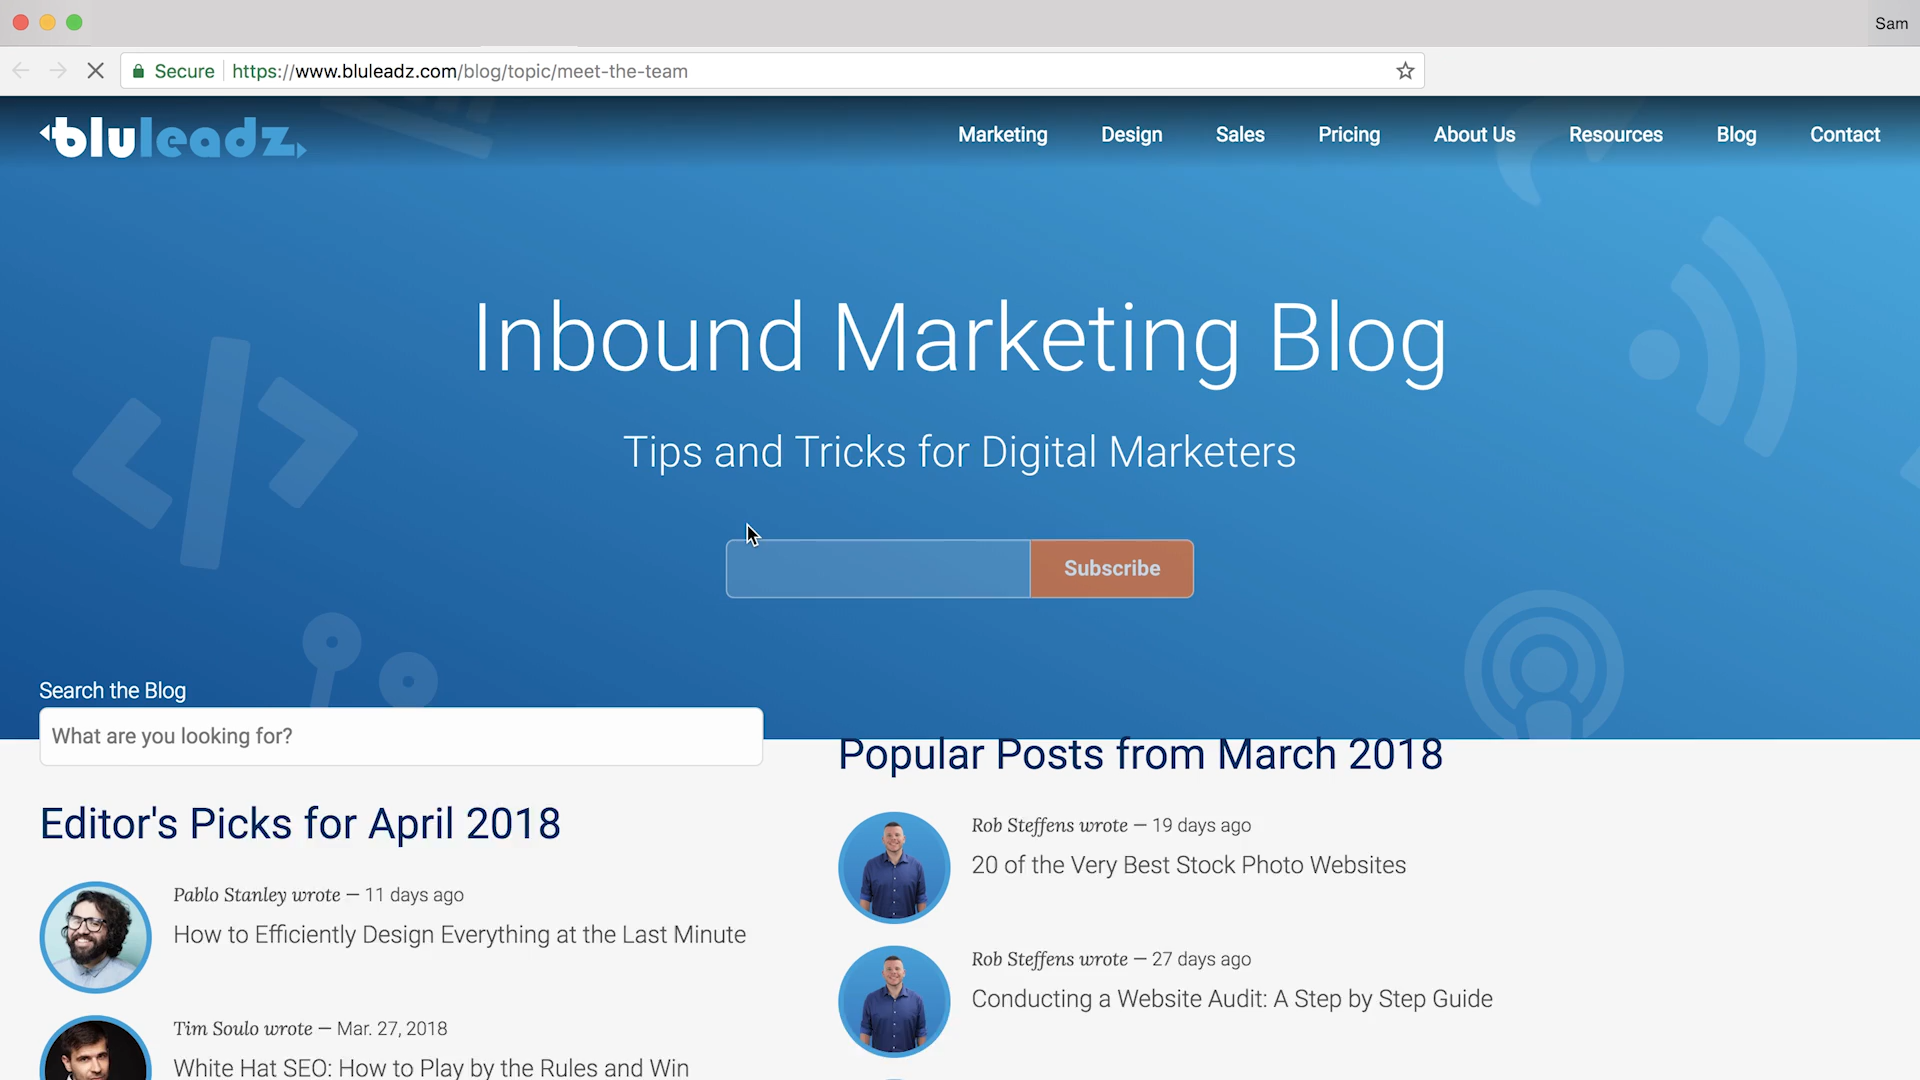 Sam
Secure https://www.bluleadz.com/blog/topic/meet-the-team
bluleadz
Marketing Design Sales Pricing About Us Resources Blog Contact
Inbound Marketing Blog
Tips and Tricks for Digital Marketers
Subscribe
Search the Blog
What are you looking for?
Editor's Picks for April 2018
Pablo Stanley wrote — 11 days ago
How to Efficiently Design Everything at the Last Minute
Tim Soulo wrote — Mar. 27, 2018
White Hat SEO: How to Play by the Rules and Win
Popular Posts from March 2018
Rob Steffens wrote — 19 days ago
20 of the Very Best Stock Photo Websites
Rob Steffens wrote — 27 days ago
Conducting a Website Audit: A Step by Step Guide